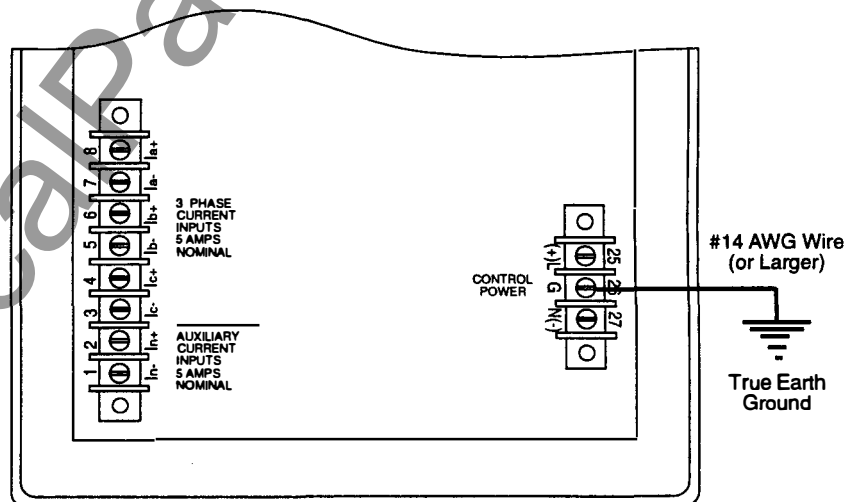 calPa
8 Ia+
7 Ia-
6 Ib+
5 Ib-
4 Ic+
3 Ic-
2 In+
1 In-
3 PHASE
CURRENT
INPUTS
5 AMPS
NOMINAL
AUXILIARY
CURRENT
INPUTS
5 AMPS
NOMINAL
CONTROL
POWER
(+)L 25
G 26
N(-) 27
#14 AWG Wire
(or Larger)
True Earth
Ground